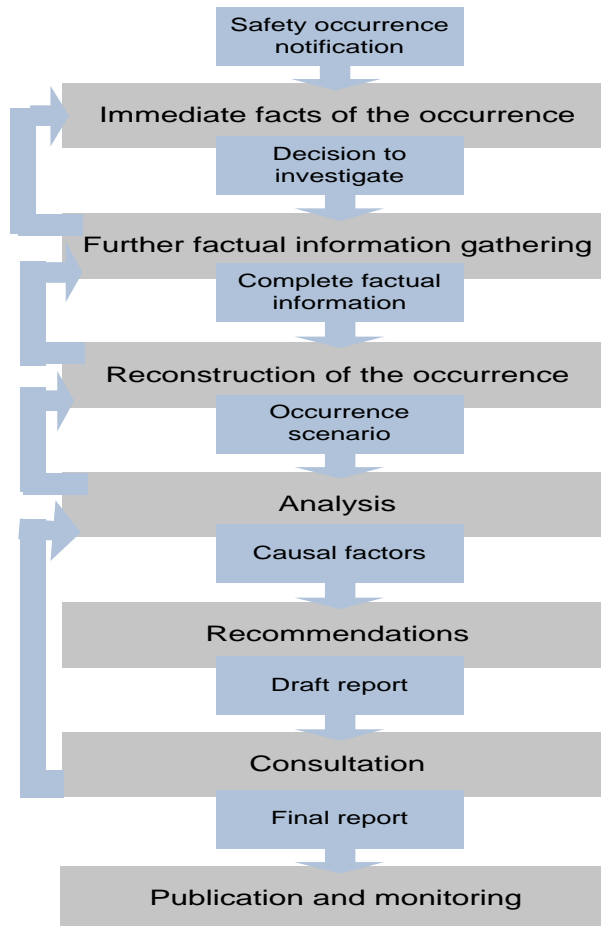 Safety occurrence
notification
Immediate facts of the occurrence
Decision to
investigate
Further factual information gathering
Complete factual
information
Reconstruction of the occurrence
Occurrence
scenario
Analysis
Causal factors
Recommendations
Draft report
Consultation
Final report
Publication and monitoring